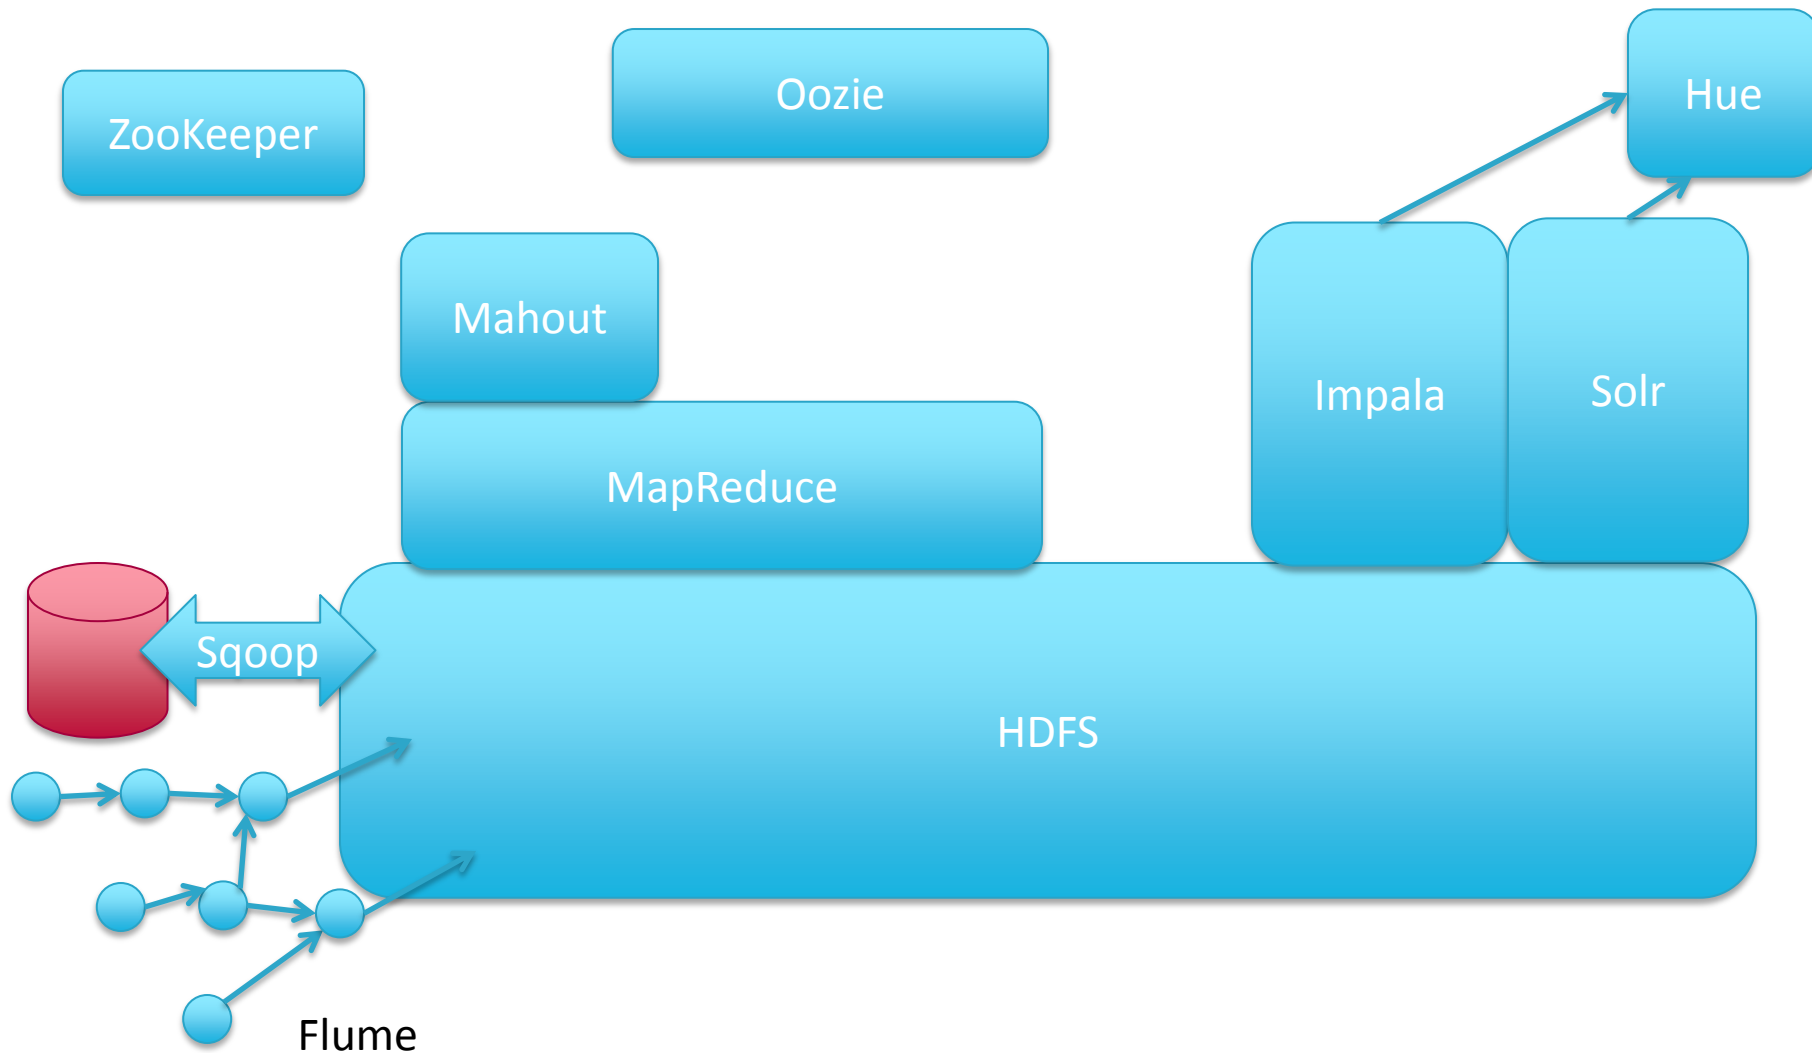 Oozie
Hue
ZooKeeper
Mahout
Impala
Solr
MapReduce
Sqoop
HDFS
Flume